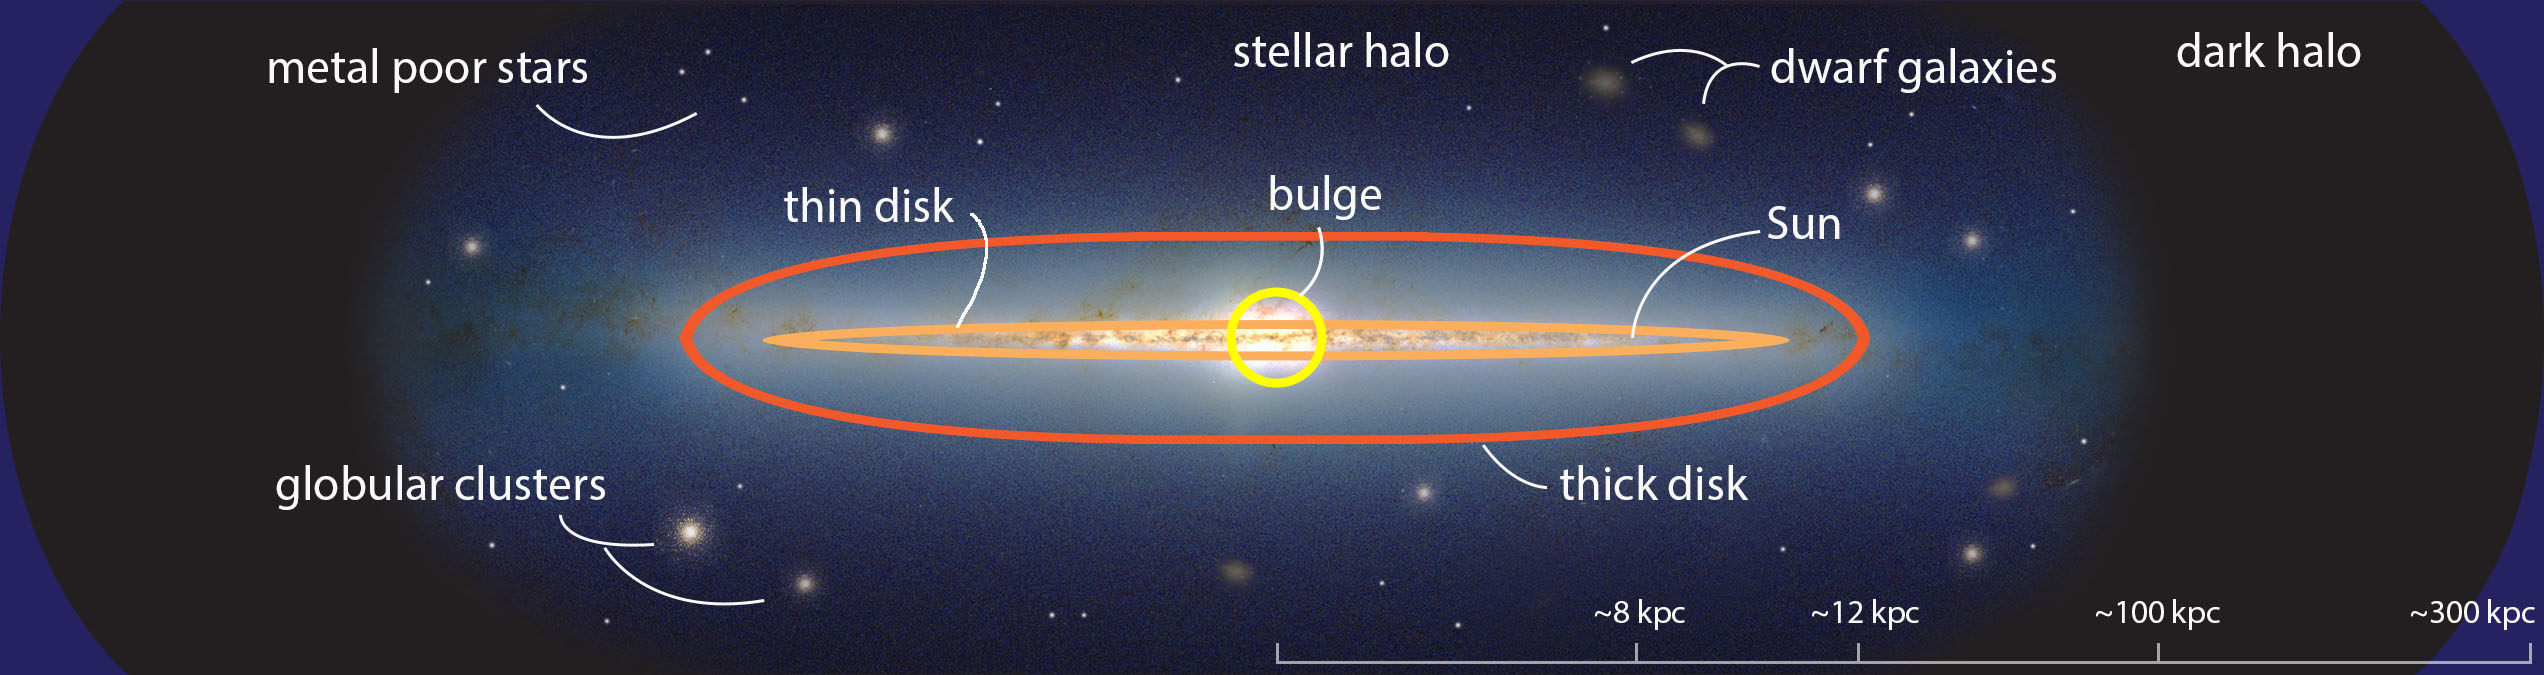 metal poor stars
stellar halo
dwarf galaxies
dark halo
thin disk
bulge
Sun
globular clusters
thick disk
~8 kpc
~12 kpc
~100 kpc
~300 kpc